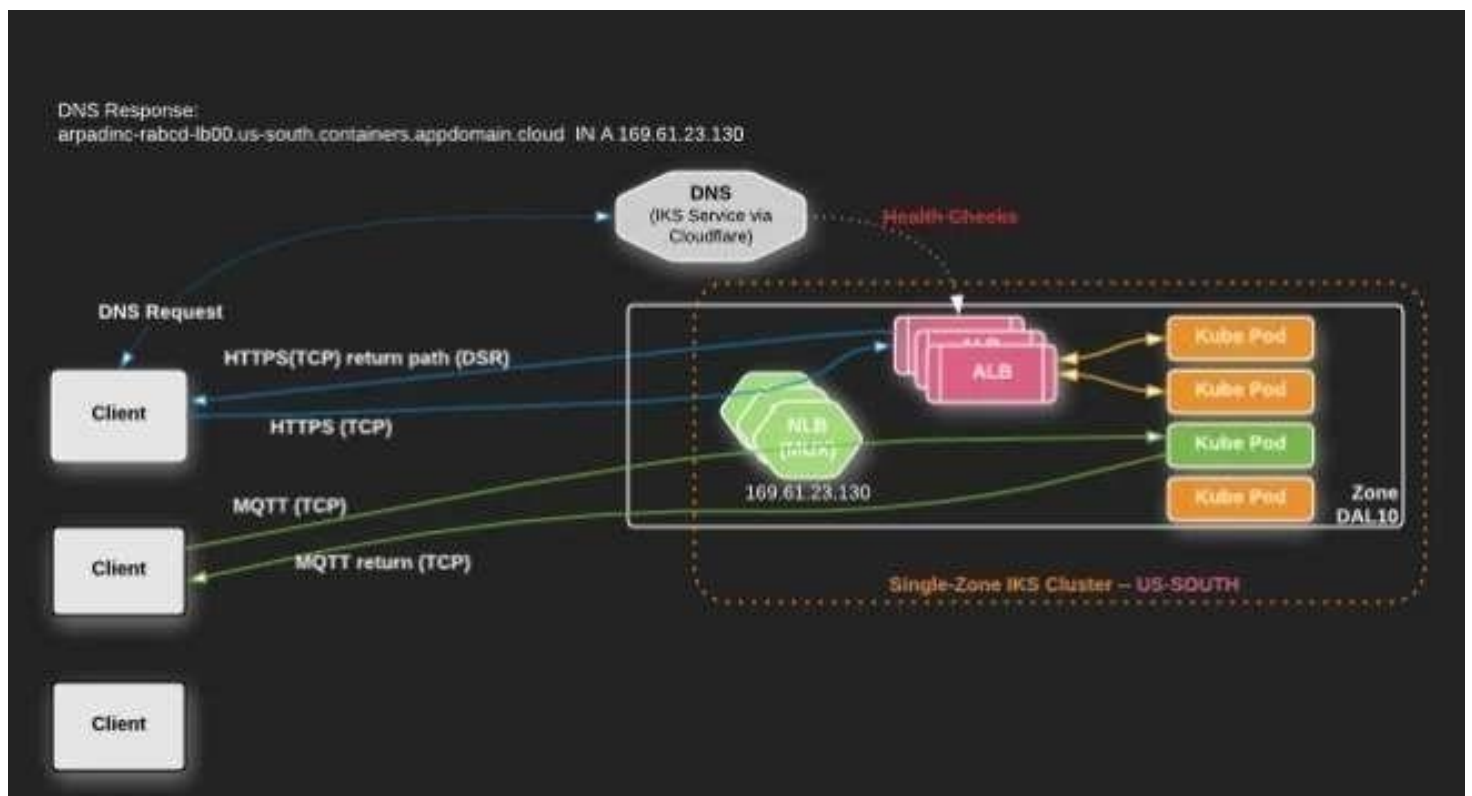 DNS Response:
arpadinc-rabcd-lb00.us-south.containers.appdomain.cloud IN A 169.61.23.130
DNS
(IKS Service via
Cloudflare)
Health Checks
DNS Request
HTTPS(TCP) return path (DSR)
ALB
ALB
Kube Pod
Kube Pod
Client
HTTPS (TCP)
NLB
(MUX)
Kube Pod
169.61.23.130
Kube Pod
Zone
DAL10
MQTT (TCP)
Client
MQTT return (TCP)
Single-Zone IKS Cluster – US-SOUTH
Client